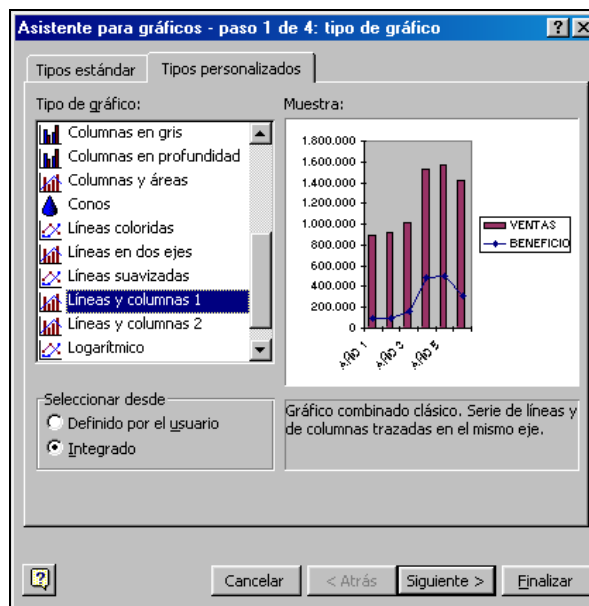 Asistente para gráficos - paso 1 de 4: tipo de gráfico
Tipos estándar
Tipos personalizados
Tipo de gráfico:
Columnas en gris
Columnas en profundidad
Columnas y áreas
Conos
Líneas coloridas
Líneas en dos ejes
Líneas suavizadas
Líneas y columnas 1
Líneas y columnas 2
Logarítmico
Muestra:
1.800.000
1.600.000
1.400.000
1.200.000
1.000.000
800.000
600.000
400.000
200.000
0
AÑO 1
AÑO 3
AÑO 5
VENTAS
BENEFICIO
Seleccionar desde
Definido por el usuario
Integrado
Gráfico combinado clásico. Serie de líneas y
de columnas trazadas en el mismo eje.
Cancelar
< Atrás
Siguiente >
Finalizar